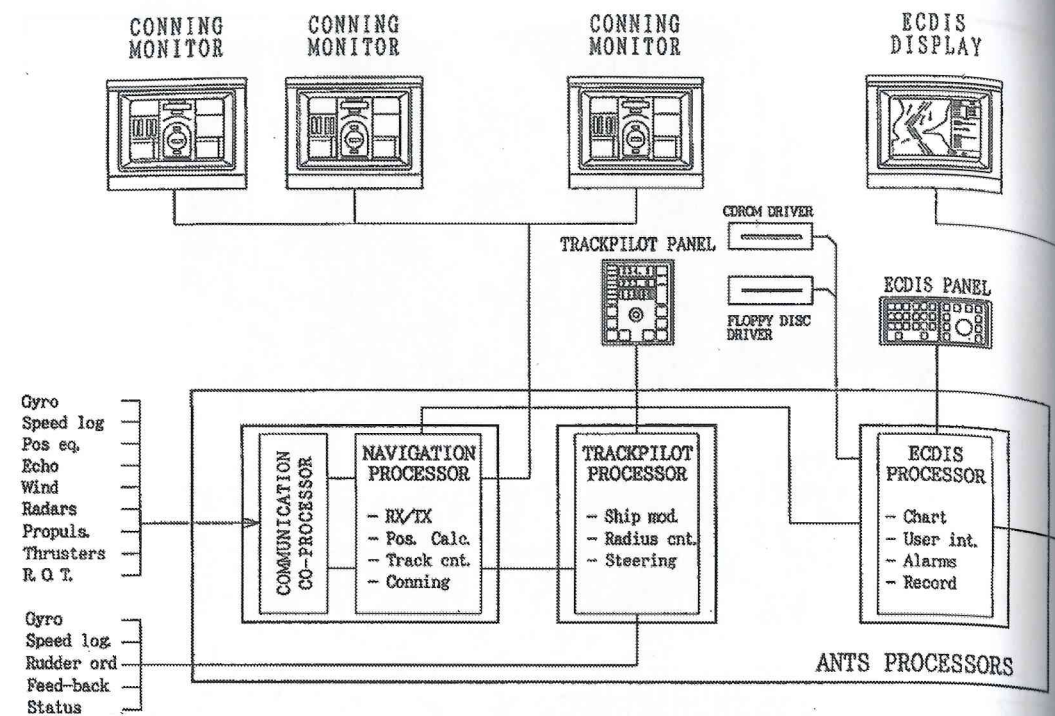 CONNING
MONITOR
CONNING
MONITOR
CONNING
MONITOR
ECDIS
DISPLAY
CDROM DRIVER
TRACKPILOT PANEL
FLOPPY DISC
DRIVER
ECDIS PANEL
Gyro
Speed log
Pos eq.
Echo
Wind
Radars
Propuls.
Thrusters
R. O. T.
COMMUNICATION
CO-PROCESSOR
NAVIGATION
PROCESSOR
- RX/TX
- Pos. Calc.
- Track cnt.
- Conning
TRACKPILOT
PROCESSOR
- Ship mod.
- Radius cnt.
- Steering
ECDIS
PROCESSOR
- Chart
- User int.
- Alarms
- Record
Gyro
Speed log.
Rudder ord
Feed-back
Status
ANTS PROCESSORS